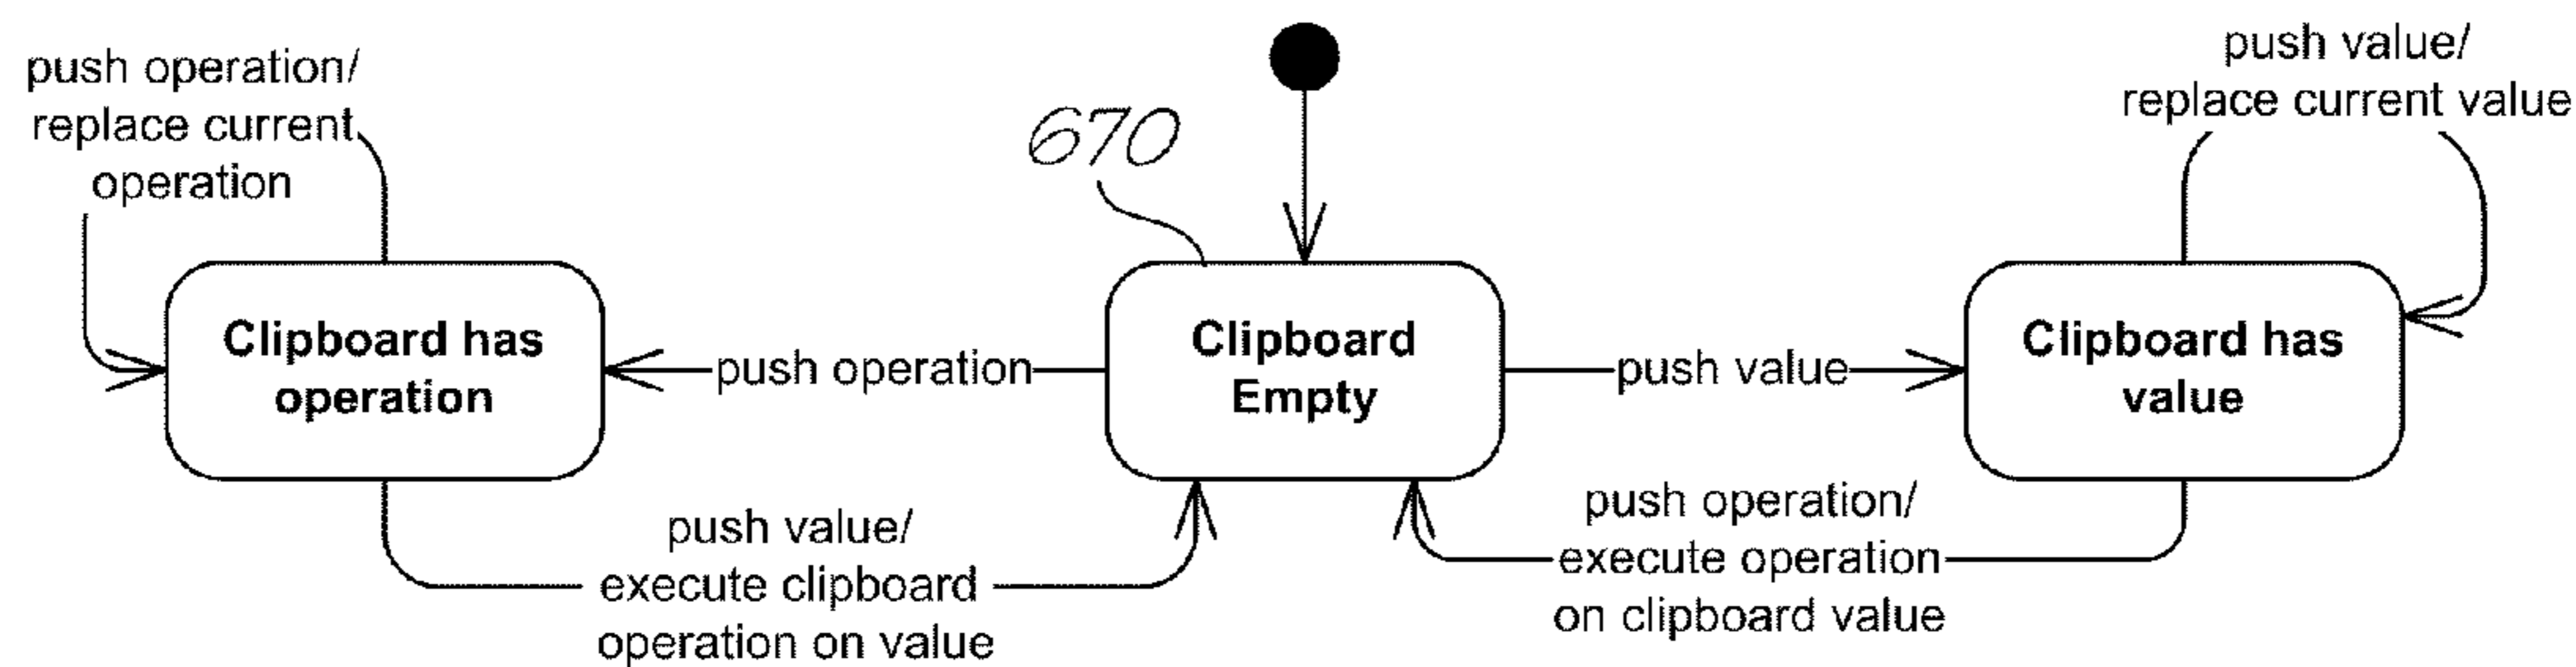 push operation/
replace current
operation
670
push value/
replace current value
Clipboard has
operation
push operation
Clipboard
Empty
push value
Clipboard has
value
push value/
execute clipboard
operation on value
push operation/
execute operation
on clipboard value